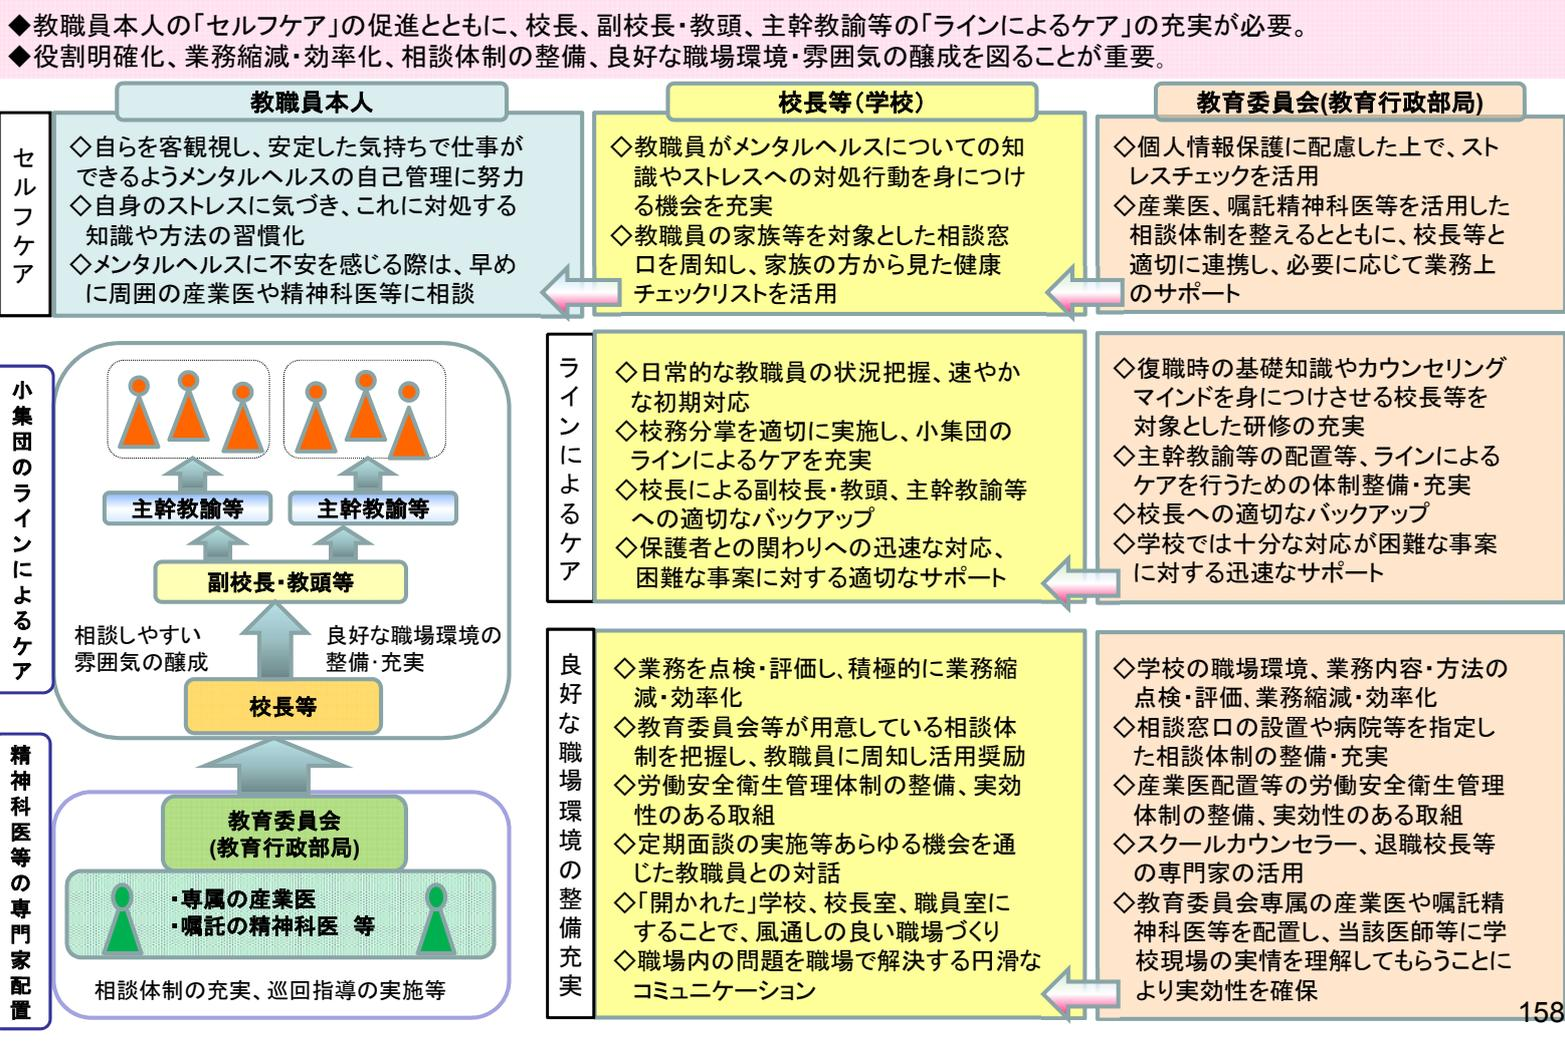 ◆教職員本人の「セルフケア」の促進とともに、校長、副校長・教頭、主幹教諭等の「ラインによるケア」の充実が必要。
◆役割明確化、業務縮減・効率化、相談体制の整備、良好な職場環境・雰囲気の醸成を図ることが重要。
教職員本人
校長等(学校)
教育委員会(教育行政部局)
セルフケア
◇自らを客観視し、安定した気持ちで仕事が
できるようメンタルヘルスの自己管理に努力
◇自身のストレスに気づき、これに対処する
知識や方法の習慣化
◇メンタルヘルスに不安を感じる際は、早め
に周囲の産業医や精神科医等に相談
◇教職員がメンタルヘルスについての知
識やストレスへの対処行動を身につけ
る機会を充実
◇教職員の家族等を対象とした相談窓
口を周知し、家族の方から見た健康
チェックリストを活用
◇個人情報保護に配慮した上で、スト
レスチェックを活用
◇産業医、嘱託精神科医等を活用した
相談体制を整えるとともに、校長等と
適切に連携し、必要に応じて業務上
のサポート
小集団のラインによるケア
主幹教諭等
主幹教諭等
副校長・教頭等
相談しやすい
雰囲気の醸成
良好な職場環境の
整備・充実
校長等
ラインによるケア
◇日常的な教職員の状況把握、速やか
な初期対応
◇校務分掌を適切に実施し、小集団の
ラインによるケアを充実
◇校長による副校長・教頭、主幹教諭等
への適切なバックアップ
◇保護者との関わりへの迅速な対応、
困難な事案に対する適切なサポート
◇復職時の基礎知識やカウンセリング
マインドを身につけさせる校長等を
対象とした研修の充実
◇主幹教諭等の配置等、ラインによる
ケアを行うための体制整備・充実
◇校長への適切なバックアップ
◇学校では十分な対応が困難な事案
に対する迅速なサポート
精神科医等の専門家配置
教育委員会
(教育行政部局)
・専属の産業医
・嘱託の精神科医 等
相談体制の充実、巡回指導の実施等
良好な職場環境の整備充実
◇業務を点検・評価し、積極的に業務縮
減・効率化
◇教育委員会等が用意している相談体
制を把握し、教職員に周知し活用奨励
◇労働安全衛生管理体制の整備、実効
性のある取組
◇定期面談の実施等あらゆる機会を通
じた教職員との対話
◇「開かれた」学校、校長室、職員室に
することで、風通しの良い職場づくり
◇職場内の問題を職場で解決する円滑な
コミュニケーション
◇学校の職場環境、業務内容・方法の
点検・評価、業務縮減・効率化
◇相談窓口の設置や病院等を指定し
た相談体制の整備・充実
◇産業医配置等の労働安全衛生管理
体制の整備、実効性のある取組
◇スクールカウンセラー、退職校長等
の専門家の活用
◇教育委員会専属の産業医や嘱託精
神科医等を配置し、当該医師等に学
校現場の実情を理解してもらうことに
より実効性を確保
158